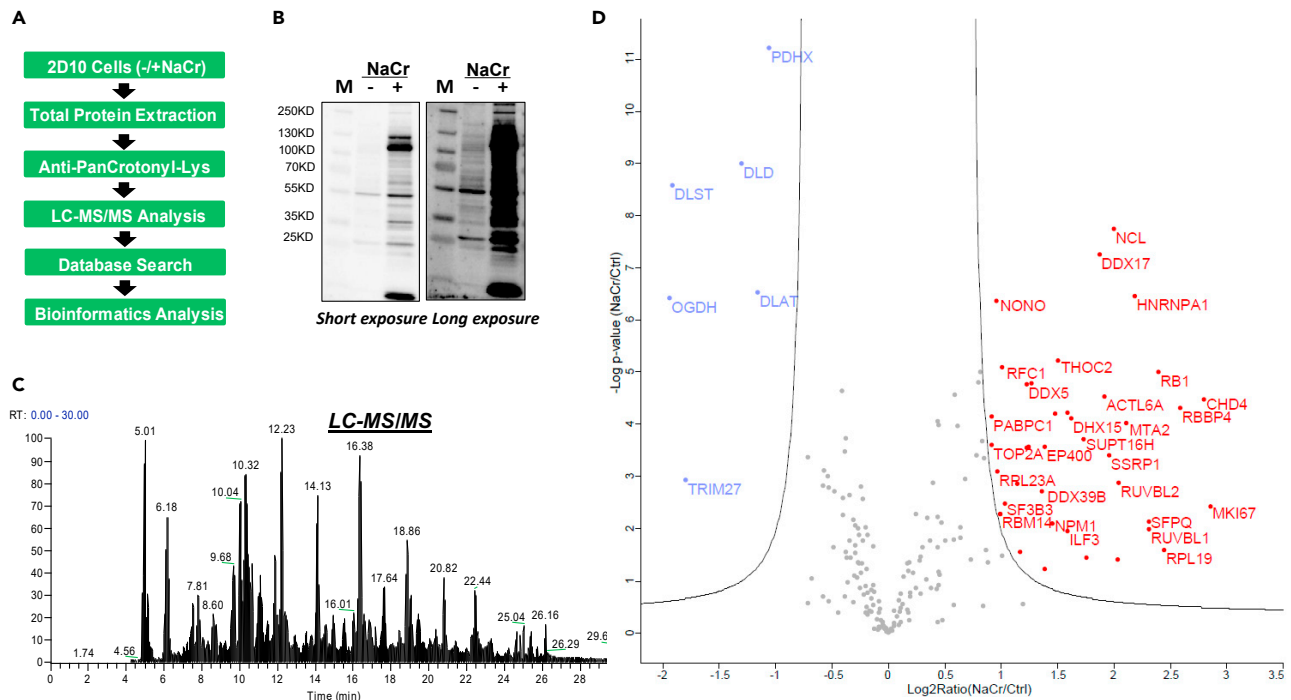 A
2D10 Cells (-/+NaCr)
Total Protein Extraction
Anti-PanCrotonyl-Lys
LC-MS/MS Analysis
Database Search
Bioinformatics Analysis
B
NaCr
M - +
NaCr
M - +
250KD
130KD
100KD
70KD
55KD
35KD
25KD
Short exposure Long exposure
C
RT: 0.00 - 30.00
LC-MS/MS
100
90
80
70
60
50
40
30
20
10
0
1.74
4.56
5.01
6.18
7.81
8.60
9.68
10.04
10.32
12.23
14.13
16.01
16.38
17.64
18.86
20.82
22.44
25.04
26.16
26.29
29.6
0 2 4 6 8 10 12 14 16 18 20 22 24 26 28
Time (min)
D
-Log p-value (NaCr/Ctrl)
11
10
9
8
7
6
5
4
3
2
1
0
PDHX
DLD
DLST
OGDH
DLAT
TRIM27
NCL
DDX17
NONO
HNRNPA1
RFC1
THOC2
DDX5
RB1
ACTL6A
CHD4
RBBP4
PABPC1
DHX15
MTA2
SUPT16H
TOP2A
EP400
SSRP1
RPL23A
RUVBL2
DDX39B
SF3B3
MKI67
RBM14
NPM1
SFPQ
ILF3
RUVBL1
RPL19
-2 -1.5 -1 -0.5 0 0.5 1 1.5 2 2.5 3 3.5
Log2Ratio(NaCr/Ctrl)